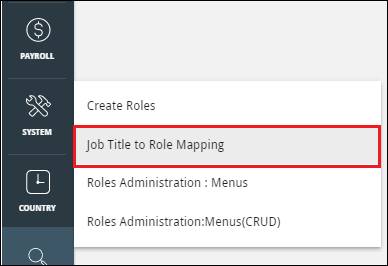 PAYROLL
SYSTEM
COUNTRY
Create Roles
Job Title to Role Mapping
Roles Administration : Menus
Roles Administration:Menus(CRUD)